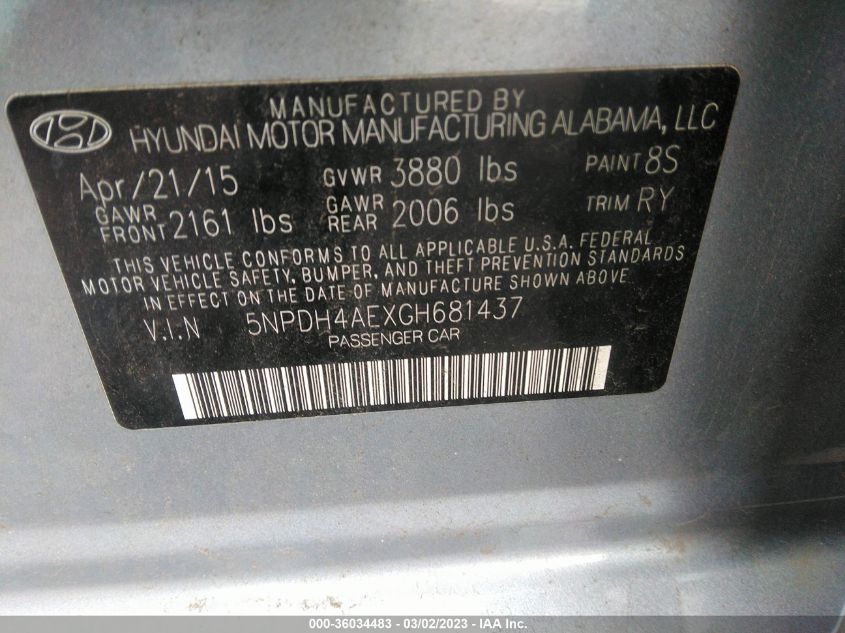 MANUFACTURED BY
HYUNDAI MOTOR MANUFACTURING ALABAMA, LLC
Apr/21/15 GVWR 3880 lbs PAINT 8S
GAWR FRONT 2161 lbs GAWR REAR 2006 lbs TRIM RY
THIS VEHICLE CONFORMS TO ALL APPLICABLE U.S.A. FEDERAL
MOTOR VEHICLE SAFETY, BUMPER, AND THEFT PREVENTION STANDARDS
IN EFFECT ON THE DATE OF MANUFACTURE SHOWN ABOVE.
V.I.N 5NPDH4AEXGH681437
PASSENGER CAR
000-36034483 - 03/02/2023 - IAA Inc.